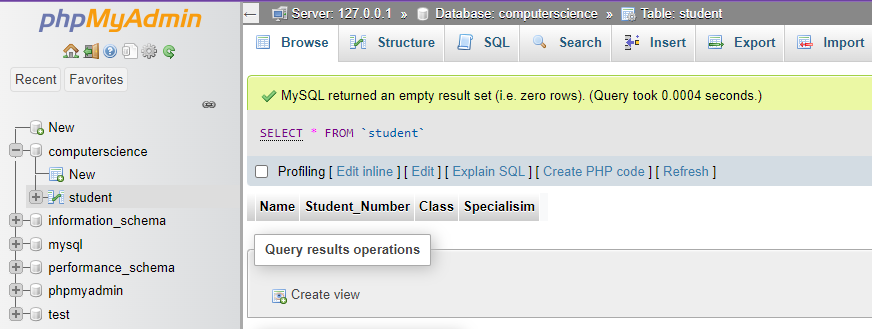 phpMyAdmin
Recent Favorites
New
computerscience
New
student
information_schema
mysql
performance_schema
phpmyadmin
test
Server: 127.0.0.1 » Database: computerscience » Table: student
Browse Structure SQL Search Insert Export Import
MySQL returned an empty result set (i.e. zero rows). (Query took 0.0004 seconds.)
SELECT * FROM `student`
Profiling [ Edit inline ] [ Edit ] [ Explain SQL ] [ Create PHP code ] [ Refresh ]
Name Student_Number Class Specialisim
Query results operations
Create view